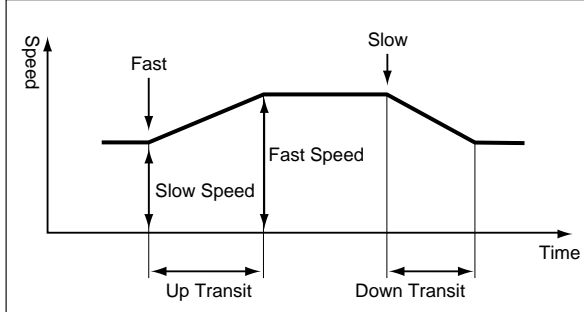 Speed
Fast
Slow
Fast Speed
Slow Speed
Time
Up Transit
Down Transit